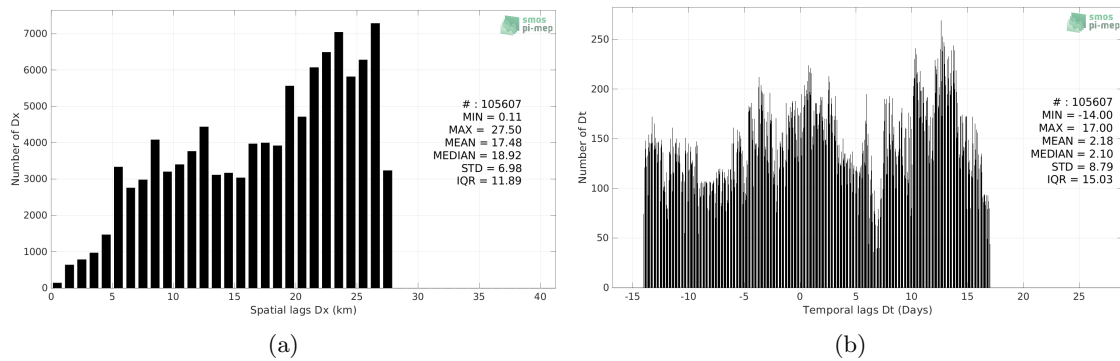 7000
6000
5000
4000
3000
2000
1000
0
Number of Dx
0 5 10 15 20 25 30 35 40
Spatial lags Dx (km)
smos
pi-mep
# : 105607
MIN = 0.11
MAX = 27.50
MEAN = 17.48
MEDIAN = 18.92
STD = 6.98
IQR = 11.89
(a)
250
200
150
100
50
0
Number of Dt
-15 -10 -5 0 5 10 15 20 25
Temporal lags Dt (Days)
smos
pi-mep
# : 105607
MIN = -14.00
MAX = 17.00
MEAN = 2.18
MEDIAN = 2.10
STD = 8.79
IQR = 15.03
(b)